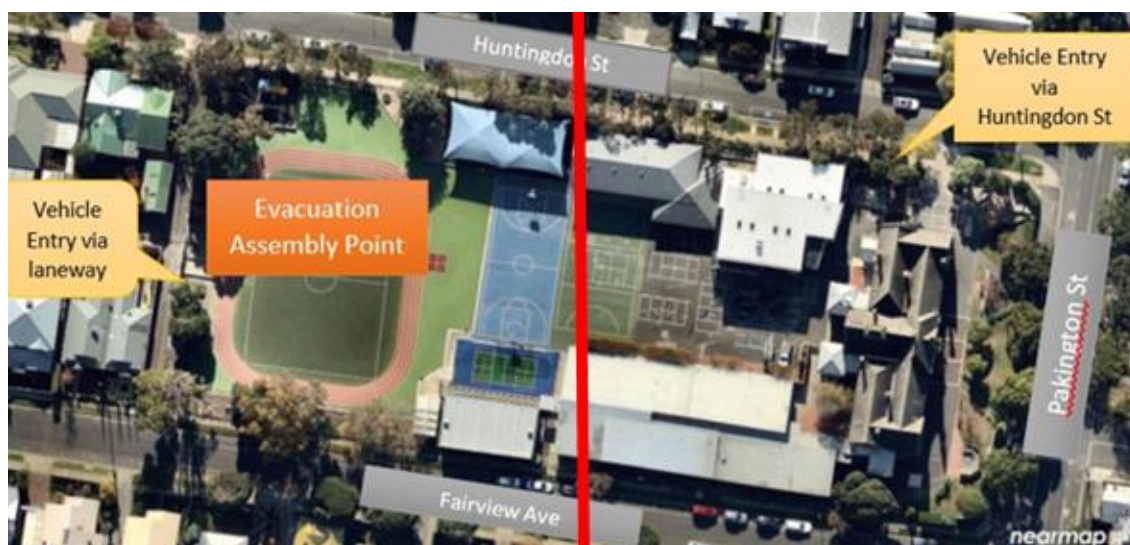 Huntingdon St
Vehicle Entry
via
Huntingdon St
Evacuation
Assembly Point
Vehicle
Entry via
laneway
Pakington St
Fairview Ave
nearmap